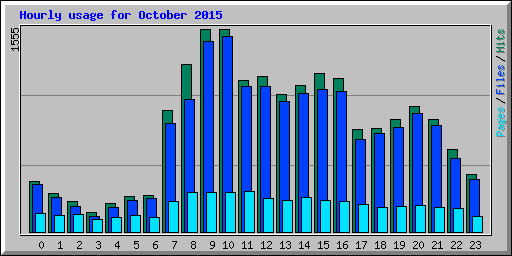 Hourly usage for October 2015
1555
Pages/Files/Hits
0 1 2 3 4 5 6 7 8 9 10 11 12 13 14 15 16 17 18 19 20 21 22 23